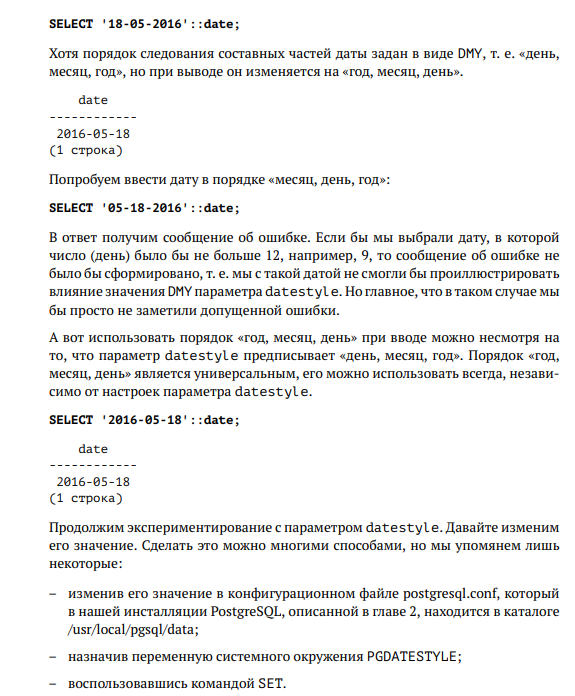 SELECT '18-05-2016'::date;
Хотя порядок следования составных частей даты задан в виде DMY, т. е. «день,
месяц, год», но при выводе он изменяется на «год, месяц, день».
date
------------
2016-05-18
(1 строка)
Попробуем ввести дату в порядке «месяц, день, год»:
SELECT '05-18-2016'::date;
В ответ получим сообщение об ошибке. Если бы мы выбрали дату, в которой
число (день) было бы не больше 12, например, 9, то сообщение об ошибке не
было бы сформировано, т. е. мы с такой датой не смогли бы проиллюстрировать
влияние значения DMY параметра datestyle. Но главное, что в таком случае мы
бы просто не заметили допущенной ошибки.
А вот использовать порядок «год, месяц, день» при вводе можно несмотря на
то, что параметр datestyle предписывает «день, месяц, год». Порядок «год,
месяц, день» является универсальным, его можно использовать всегда, незави-
симо от настроек параметра datestyle.
SELECT '2016-05-18'::date;
date
------------
2016-05-18
(1 строка)
Продолжим экспериментирование с параметром datestyle. Давайте изменим
его значение. Сделать это можно многими способами, но мы упомянем лишь
некоторые:
– изменив его значение в конфигурационном файле postgresql.conf, который
в нашей инсталляции PostgreSQL, описанной в главе 2, находится в каталоге
/usr/local/pgsql/data;
– назначив переменную системного окружения PGDATESTYLE;
– воспользовавшись командой SET.